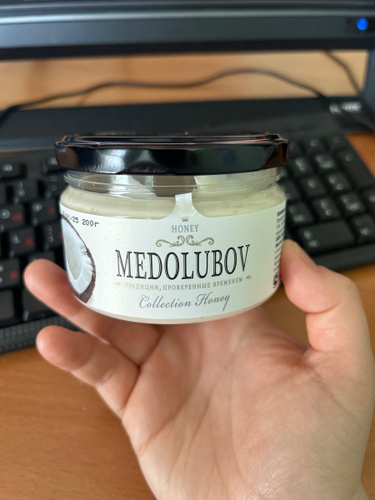 -25 200г
HONEY
MEDOLUBOV
ТРАДИЦИИ, ПРОВЕРЕННЫЕ ВРЕМЕНЕМ
Collection Honey